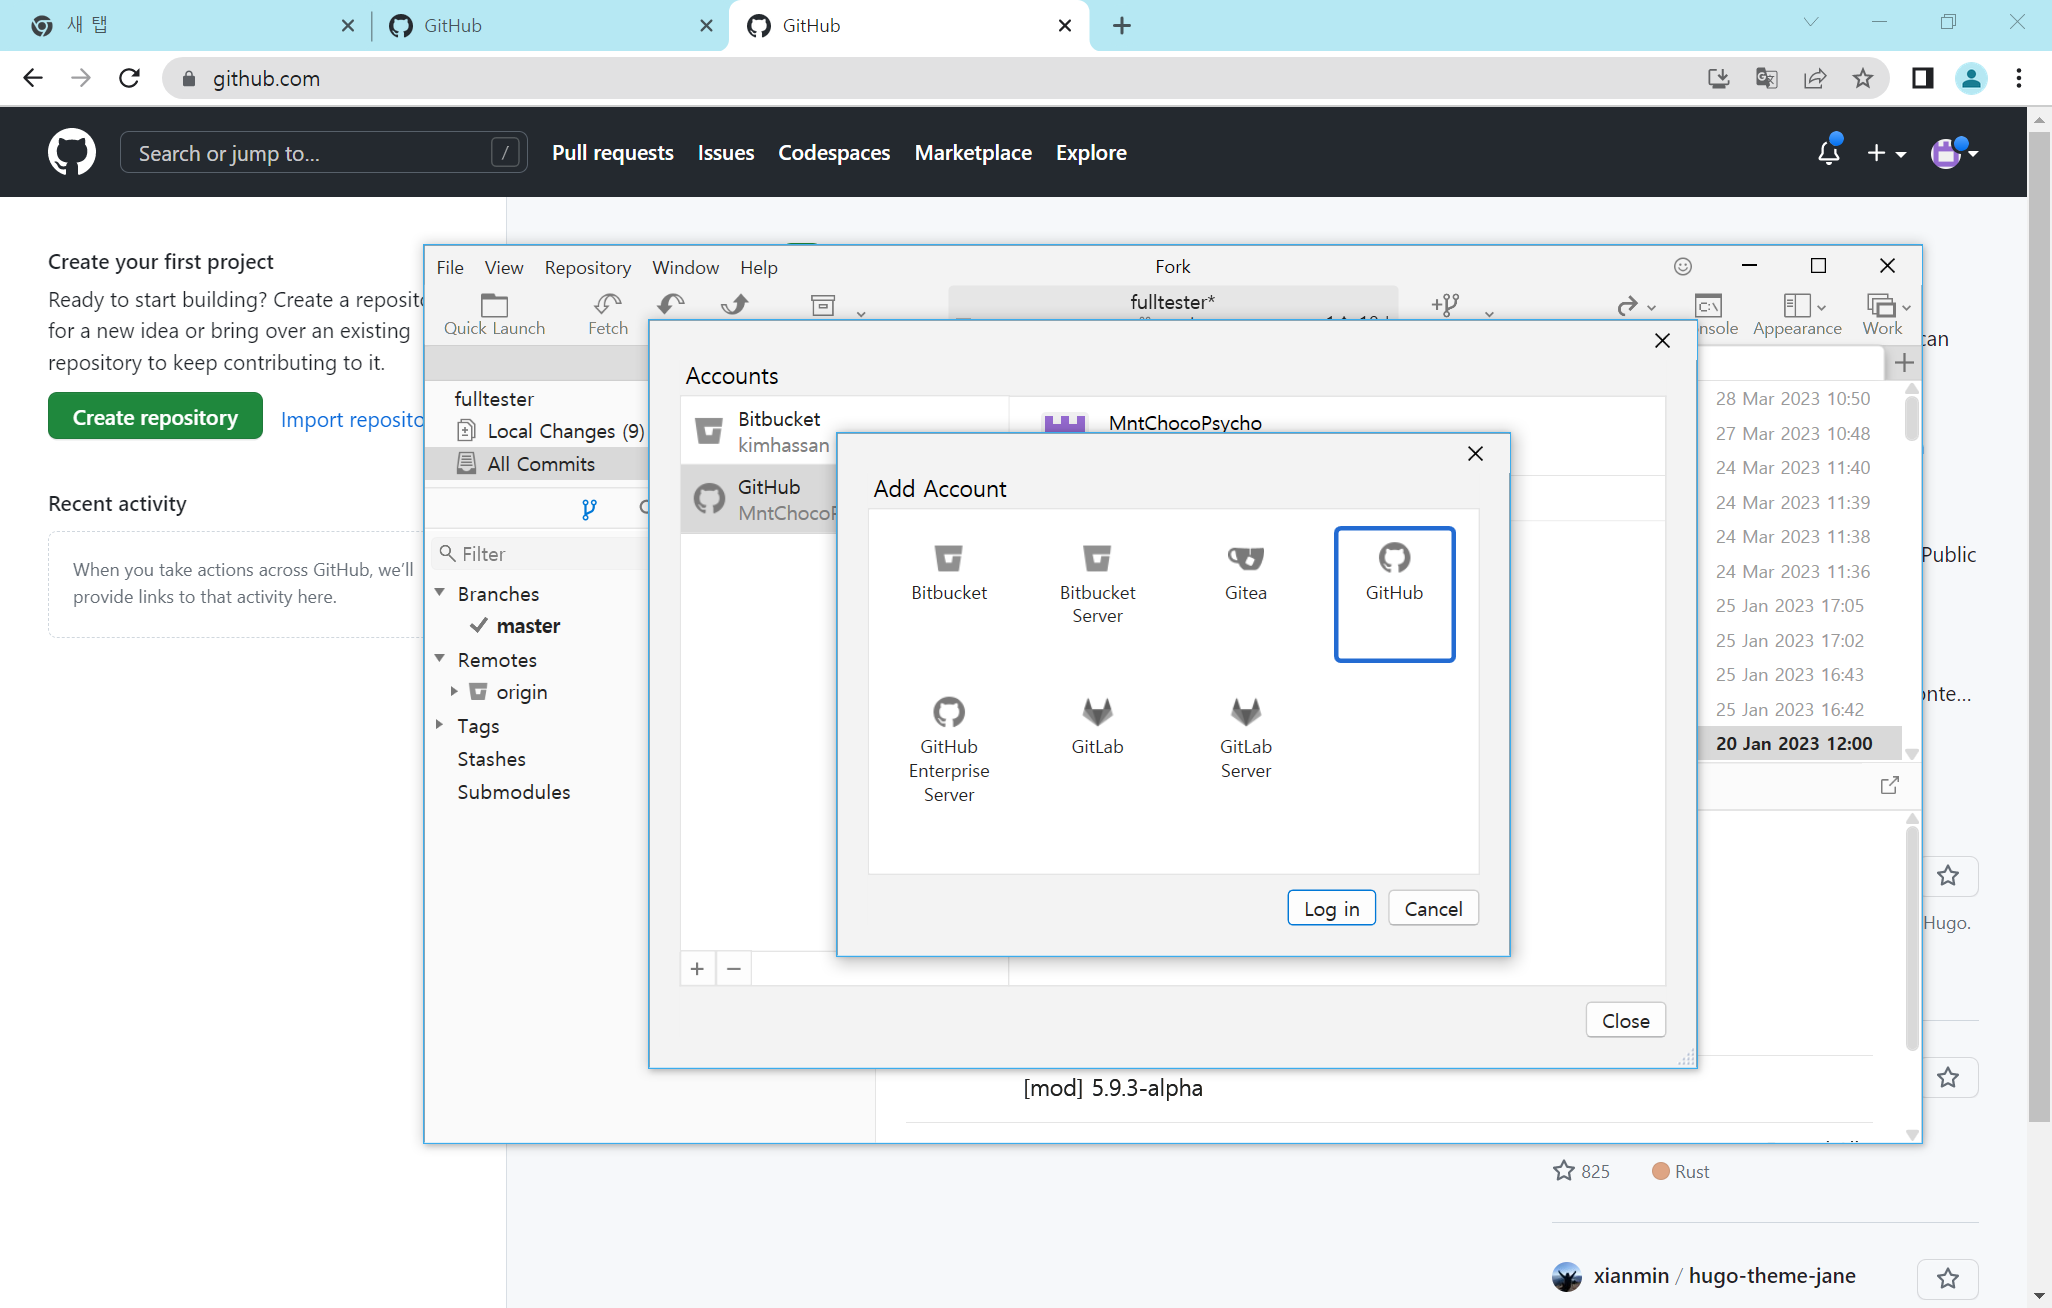 새 탭
GitHub
GitHub
github.com
Search or jump to...
/
Pull requests
Issues
Codespaces
Marketplace
Explore
Create your first project
Ready to start building? Create a reposito
for a new idea or bring over an existing
repository to keep contributing to it.
Create repository
Import reposito
Recent activity
When you take actions across GitHub, we'll
provide links to that activity here.
File
View
Repository
Window
Help
Fork
Quick Launch
Fetch
fulltester*
nsole
Appearance
Work
fulltester
Local Changes (9)
All Commits
Filter
Branches
master
Remotes
origin
Tags
Stashes
Submodules
Accounts
Bitbucket
kimhassan
GitHub
MntChocoP
MntChocoPsycho
Add Account
Bitbucket
Bitbucket
Server
Gitea
GitHub
GitHub
Enterprise
Server
GitLab
GitLab
Server
Log in
Cancel
Close
28 Mar 2023 10:50
27 Mar 2023 10:48
24 Mar 2023 11:40
24 Mar 2023 11:39
24 Mar 2023 11:38
24 Mar 2023 11:36
25 Jan 2023 17:05
25 Jan 2023 17:02
25 Jan 2023 16:43
25 Jan 2023 16:42
20 Jan 2023 12:00
can
Public
onte...
Hugo.
[mod] 5.9.3-alpha
825
Rust
xianmin / hugo-theme-jane